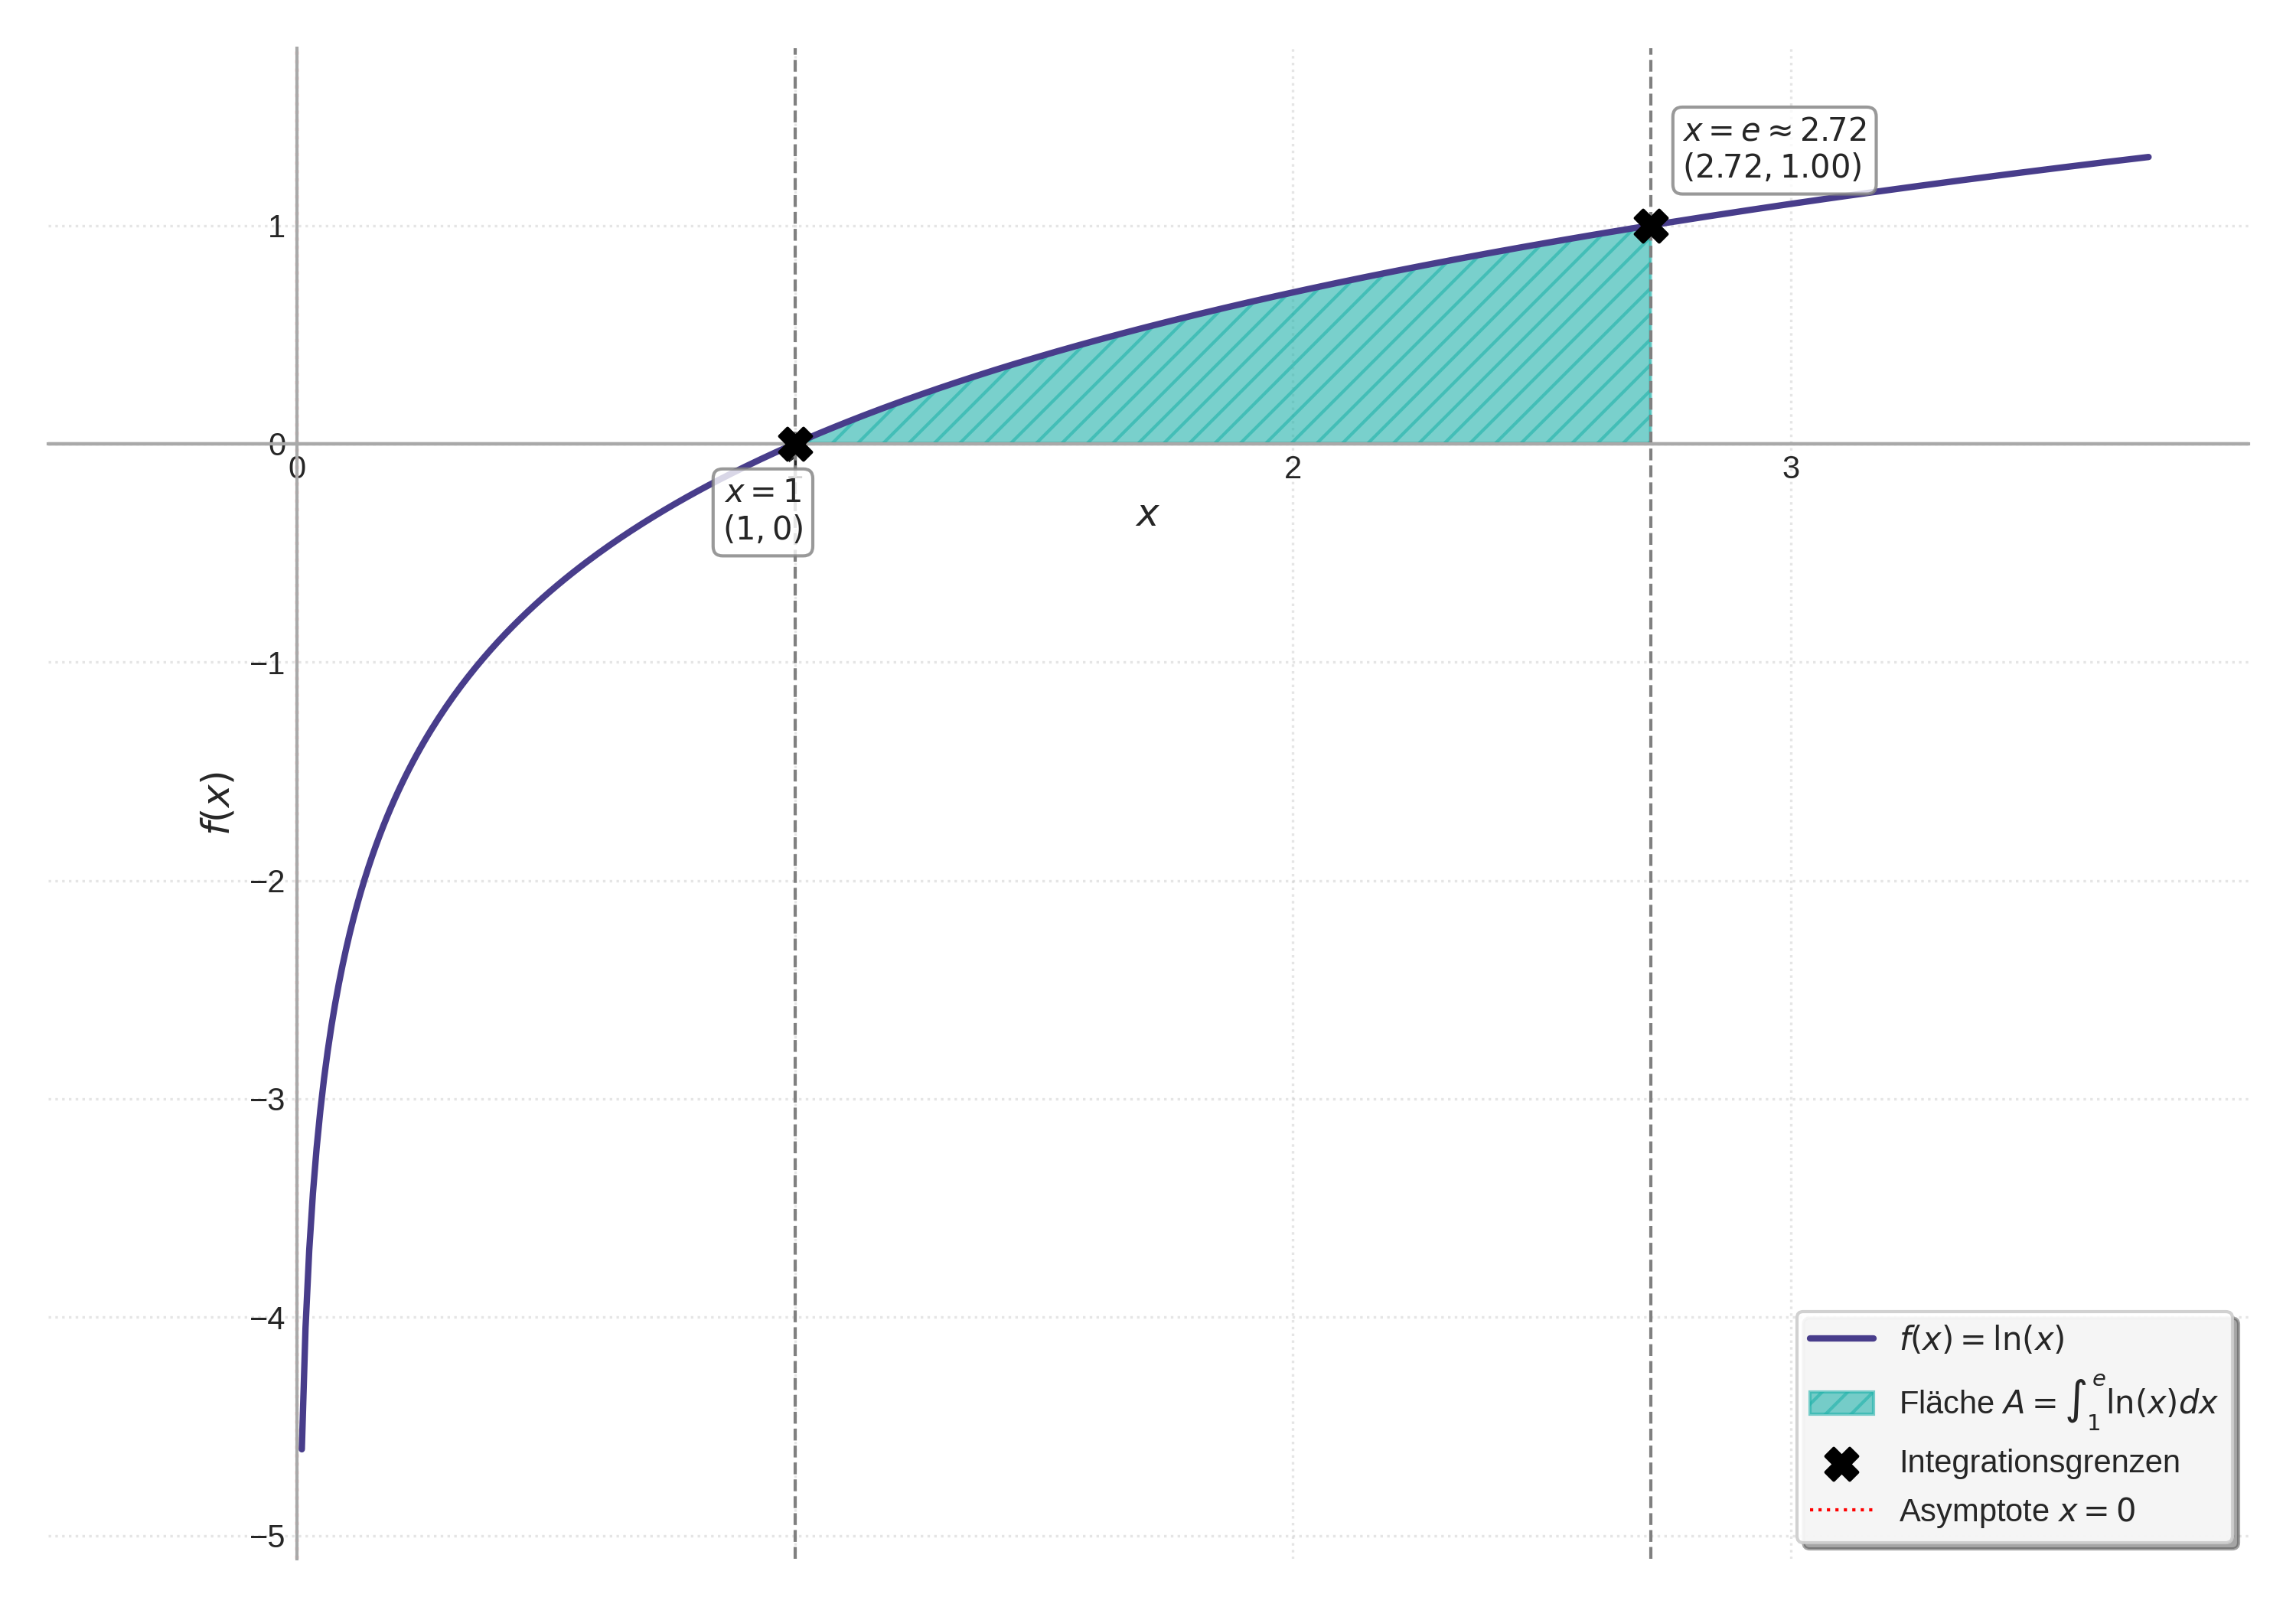 x = e ≈ 2.72
(2.72, 1.00)
1
0
0
2
3
x = 1
(1, 0)
x
−1
f(x)
−2
−3
−4
−5
f(x) = ln(x)
Fläche A = ∫₁ᵉ ln(x)dx
Integrationsgrenzen
Asymptote x = 0